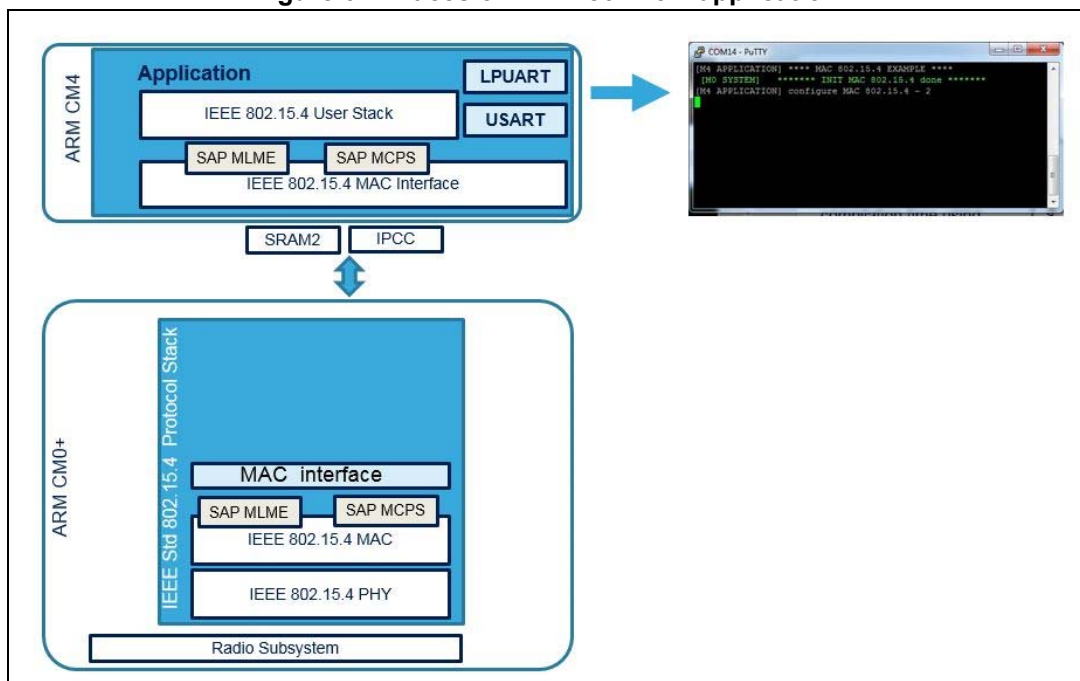 ARM CM4
Application
LPUART
IEEE 802.15.4 User Stack
USART
SAP MLME
SAP MCPS
IEEE 802.15.4 MAC Interface
COM14 - PuTTY
[M4 APPLICATION] **** MAC 802.15.4 EXAMPLE ****
[M0 SYSTEM] ******* INIT MAC 802.15.4 done *******
[M4 APPLICATION] configure MAC 802.15.4 - 2
SRAM2
IPCC
ARM CM0+
IEEE Std 802.15.4 Protocol Stack
MAC interface
SAP MLME
SAP MCPS
IEEE 802.15.4 MAC
IEEE 802.15.4 PHY
Radio Subsystem